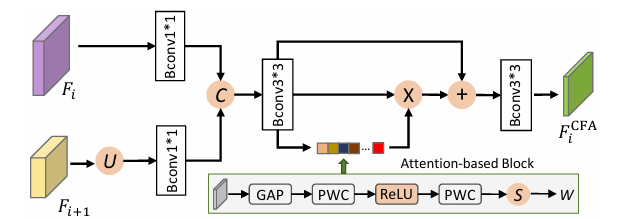 F_i
Bconv1*1
C
Bconv3*3
X
+
Bconv3*3
F_i^CFA
F_{i+1}
U
Bconv1*1
...
Attention-based Block
GAP
PWC
ReLU
PWC
S
W